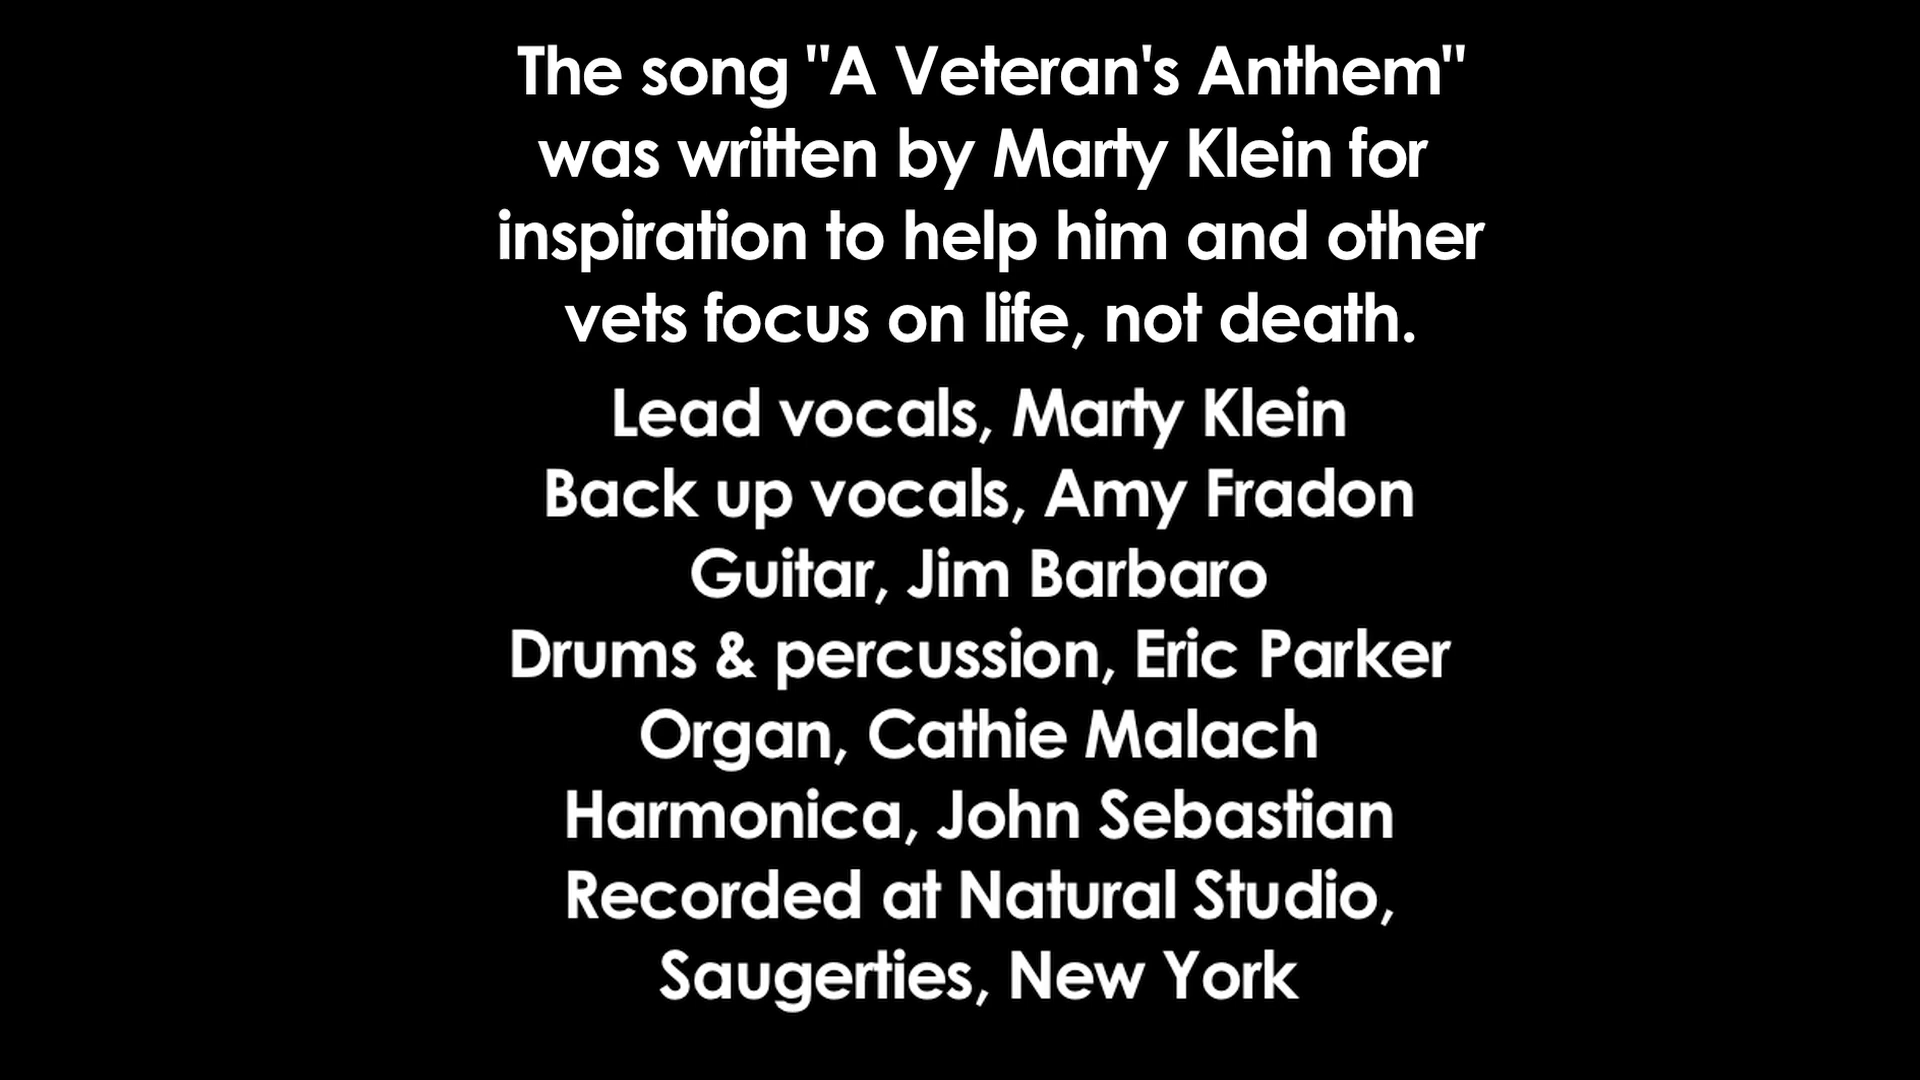 The song "A Veteran's Anthem"
was written by Marty Klein for
inspiration to help him and other
vets focus on life, not death.
Lead vocals, Marty Klein
Back up vocals, Amy Fradon
Guitar, Jim Barbaro
Drums & percussion, Eric Parker
Organ, Cathie Malach
Harmonica, John Sebastian
Recorded at Natural Studio,
Saugerties, New York